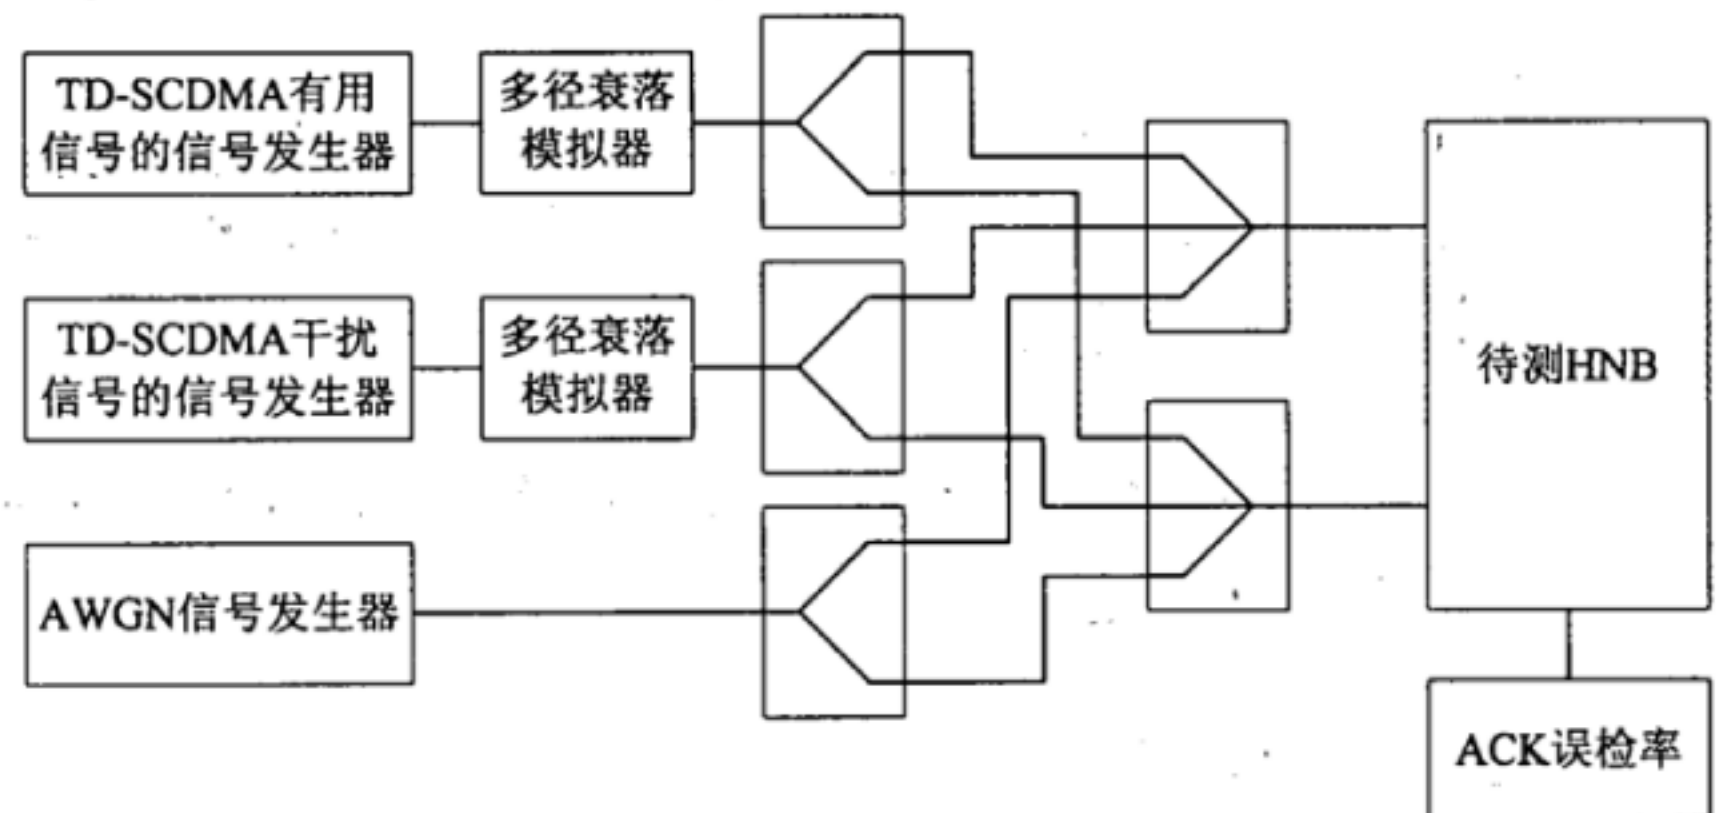 TD-SCDMA有用
信号的信号发生器
多径衰落
模拟器
TD-SCDMA干扰
信号的信号发生器
多径衰落
模拟器
AWGN信号发生器
待测HNB
ACK误检率